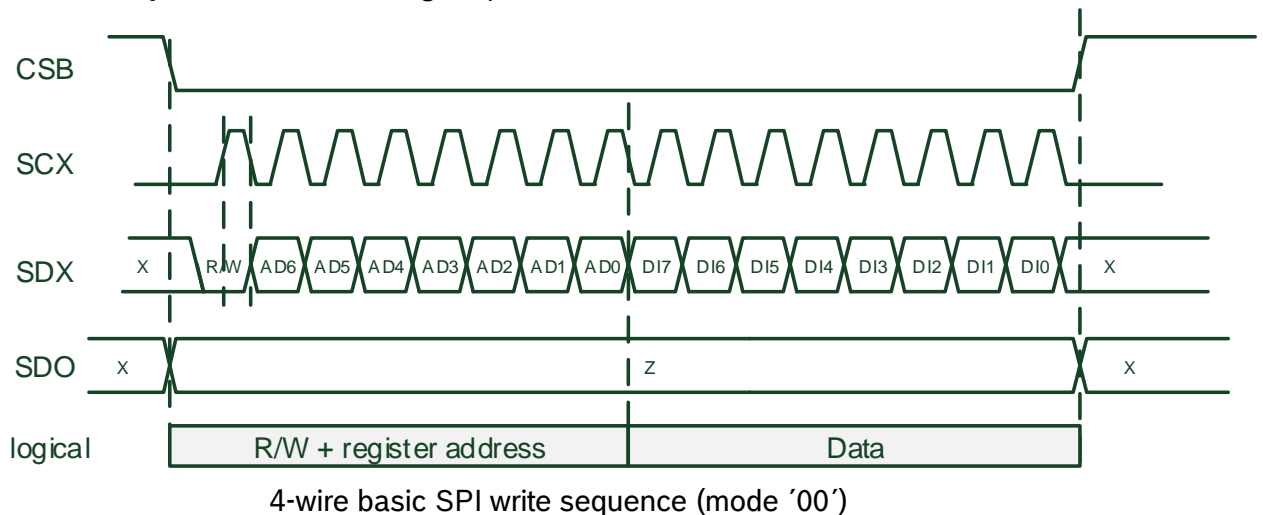 CSB
SCX
SDX X R/W AD6 AD5 AD4 AD3 AD2 AD1 AD0 DI7 DI6 DI5 DI4 DI3 DI2 DI1 DI0 X
SDO X Z X
logical R/W + register address Data
4-wire basic SPI write sequence (mode ´00´)